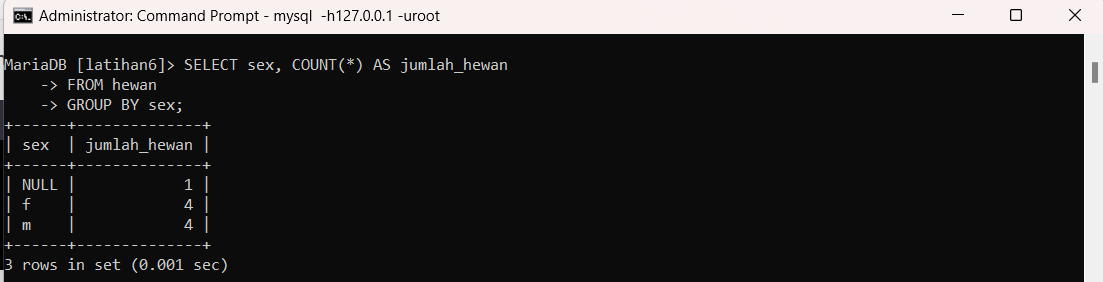 Administrator: Command Prompt - mysql  -h127.0.0.1 -uroot
MariaDB [latihan6]> SELECT sex, COUNT(*) AS jumlah_hewan
    -> FROM hewan
    -> GROUP BY sex;
+------+--------------+
| sex  | jumlah_hewan |
+------+--------------+
| NULL |            1 |
| f    |            4 |
| m    |            4 |
+------+--------------+
3 rows in set (0.001 sec)